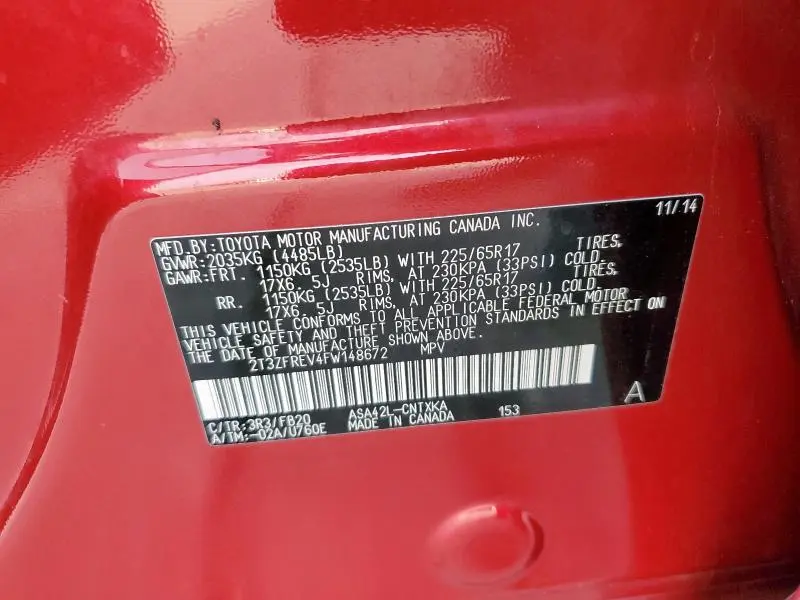 11/14
MFD.BY:TOYOTA MOTOR MANUFACTURING CANADA INC.
GVWR:2035KG (4485LB)
GAWR:FRT. 1150KG (2535LB) WITH 225/65R17 TIRES,
17X6. 5J RIMS, AT 230KPA (33PSI) COLD.
RR. 1150KG (2535LB) WITH 225/65R17 TIRES,
17X6. 5J RIMS, AT 230KPA (33PSI) COLD.
THIS VEHICLE CONFORMS TO ALL APPLICABLE FEDERAL MOTOR
VEHICLE SAFETY AND THEFT PREVENTION STANDARDS IN EFFECT ON
THE DATE OF MANUFACTURE SHOWN ABOVE.
2T3ZFREV4FW148672 MPV
C/TR:3R3/FB20 ASA42L-CNTXKA 153 A
A/TM:-02A/U760E MADE IN CANADA